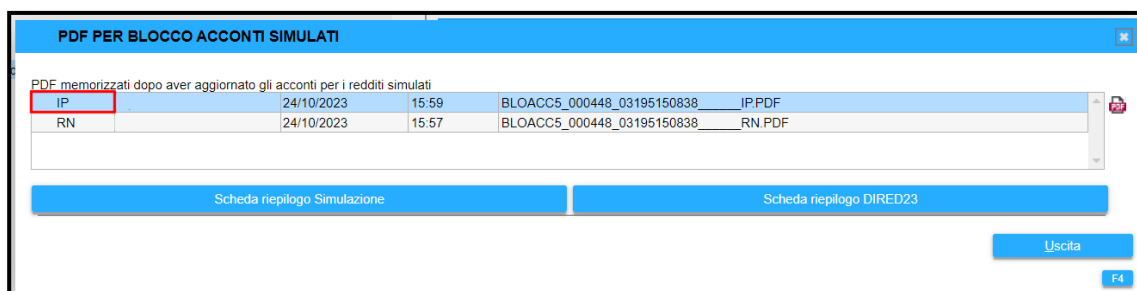 PDF PER BLOCCO ACCONTI SIMULATI
PDF memorizzati dopo aver aggiornato gli acconti per i redditi simulati
IP 24/10/2023 15:59 BLOACC5_000448_03195150838______IP.PDF
RN 24/10/2023 15:57 BLOACC5_000448_03195150838______RN.PDF
PDF
Scheda riepilogo Simulazione Scheda riepilogo DIRED23
Uscita
F4